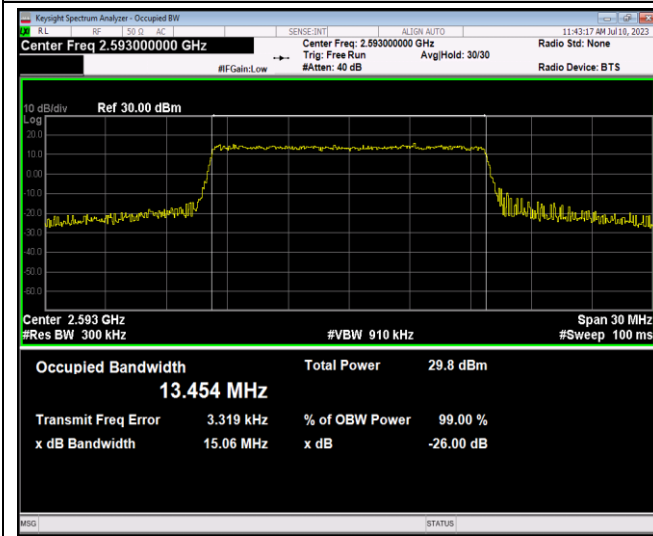 Keysight Spectrum Analyzer - Occupied BW
RL RF 50 Ω AC SENSE:INT ALIGN AUTO 11:43:17 AM Jul 10, 2023
Center Freq 2.593000000 GHz Center Freq: 2.593000000 GHz Radio Std: None
Trig: Free Run Avg|Hold: 30/30
#IFGain:Low #Atten: 40 dB Radio Device: BTS
10 dB/div Ref 30.00 dBm
Log
20.0
10.0
0.00
-10.0
-20.0
-30.0
-40.0
-50.0
-60.0
Center 2.593 GHz Span 30 MHz
#Res BW 300 kHz #VBW 910 kHz #Sweep 100 ms
Occupied Bandwidth Total Power 29.8 dBm
13.454 MHz
Transmit Freq Error 3.319 kHz % of OBW Power 99.00 %
x dB Bandwidth 15.06 MHz x dB -26.00 dB
MSG STATUS